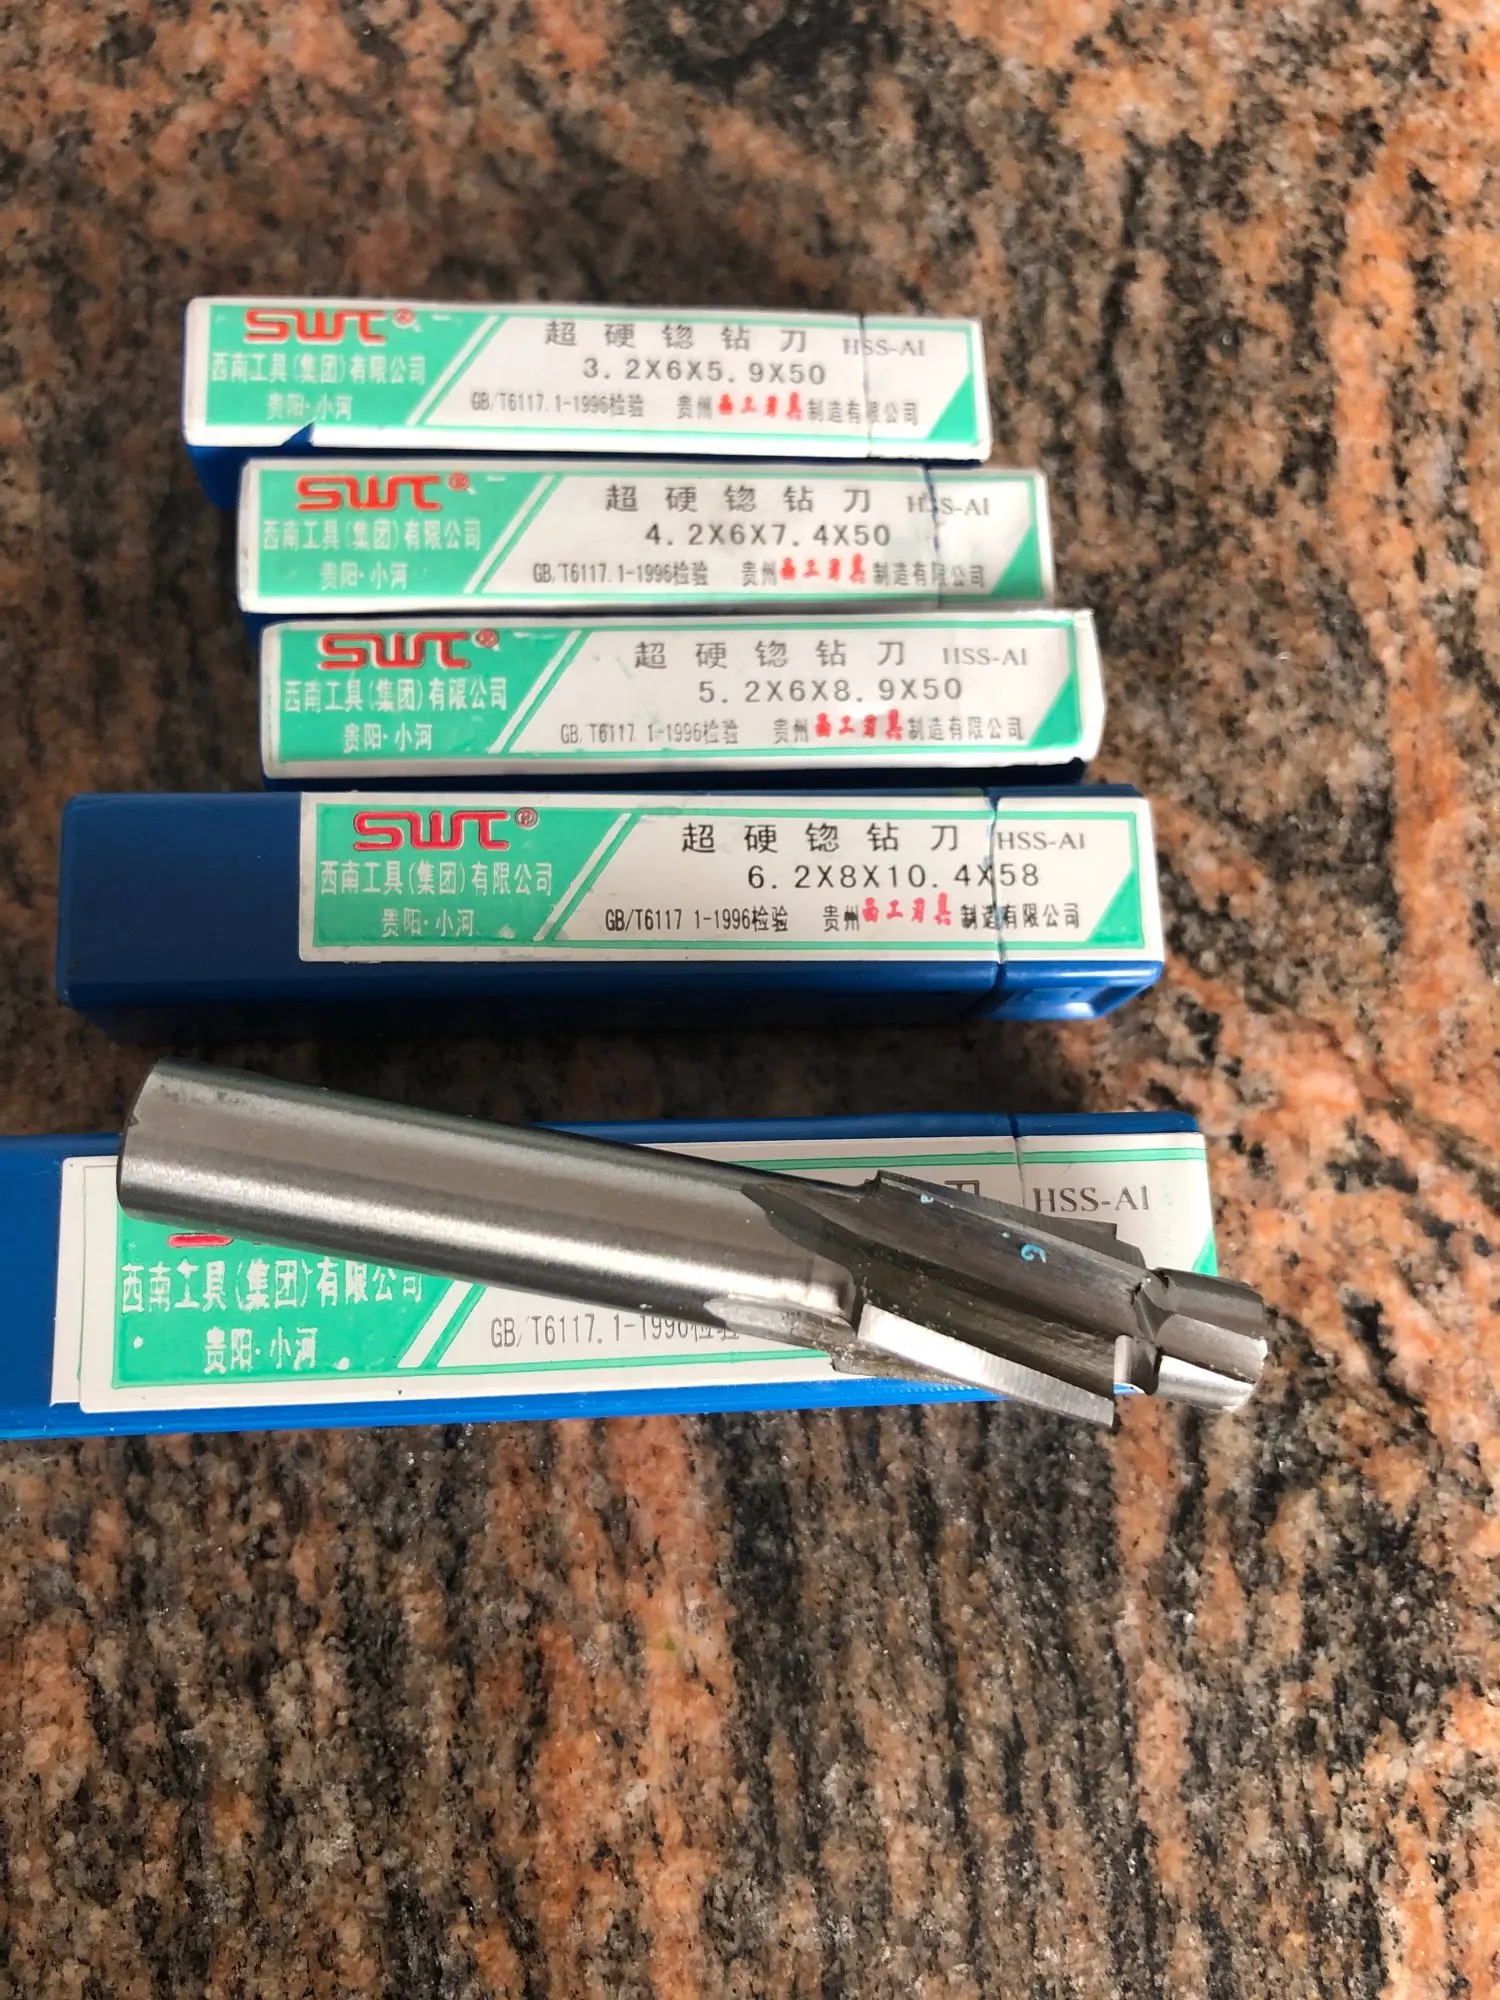 SWT®
西南工具(集团)有限公司
贵阳·小河
超硬锪钻刀 HSS-Al
3.2X6X5.9X50
GB/T6117.1-1996检验 贵州西工刃具制造有限公司
SWT®
西南工具(集团)有限公司
贵阳·小河
超硬锪钻刀 HSS-Al
4.2X6X7.4X50
GB/T6117.1-1996检验 贵州西工刃具制造有限公司
SWT®
西南工具(集团)有限公司
贵阳·小河
超硬锪钻刀 HSS-Al
5.2X6X8.9X50
GB/T6117.1-1996检验 贵州西工刃具制造有限公司
SWT®
西南工具(集团)有限公司
贵阳·小河
超硬锪钻刀 HSS-Al
6.2X8X10.4X58
GB/T6117.1-1996检验 贵州西工刃具制造有限公司
西南工具(集团)有限公司
贵阳·小河
刀 HSS-Al
GB/T6117.1-1996检验